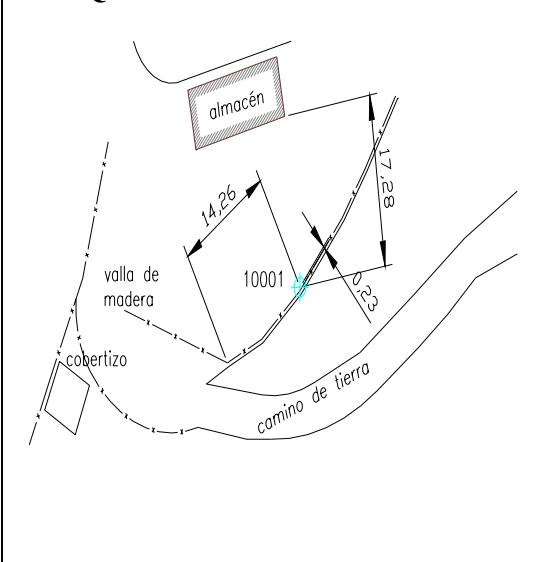 almacén
17,28
14,26
10001
0,23
valla de
madera
cobertizo
camino de tierra